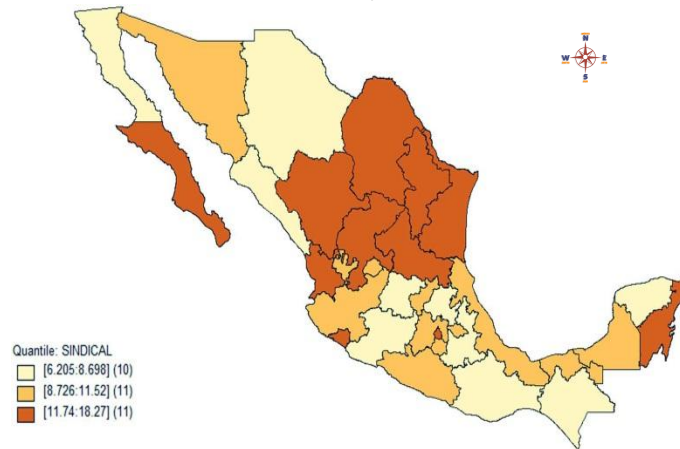 N
W E
S
Quantile: SINDICAL
[6.205:8.698] (10)
[8.726:11.52] (11)
[11.74:18.27] (11)